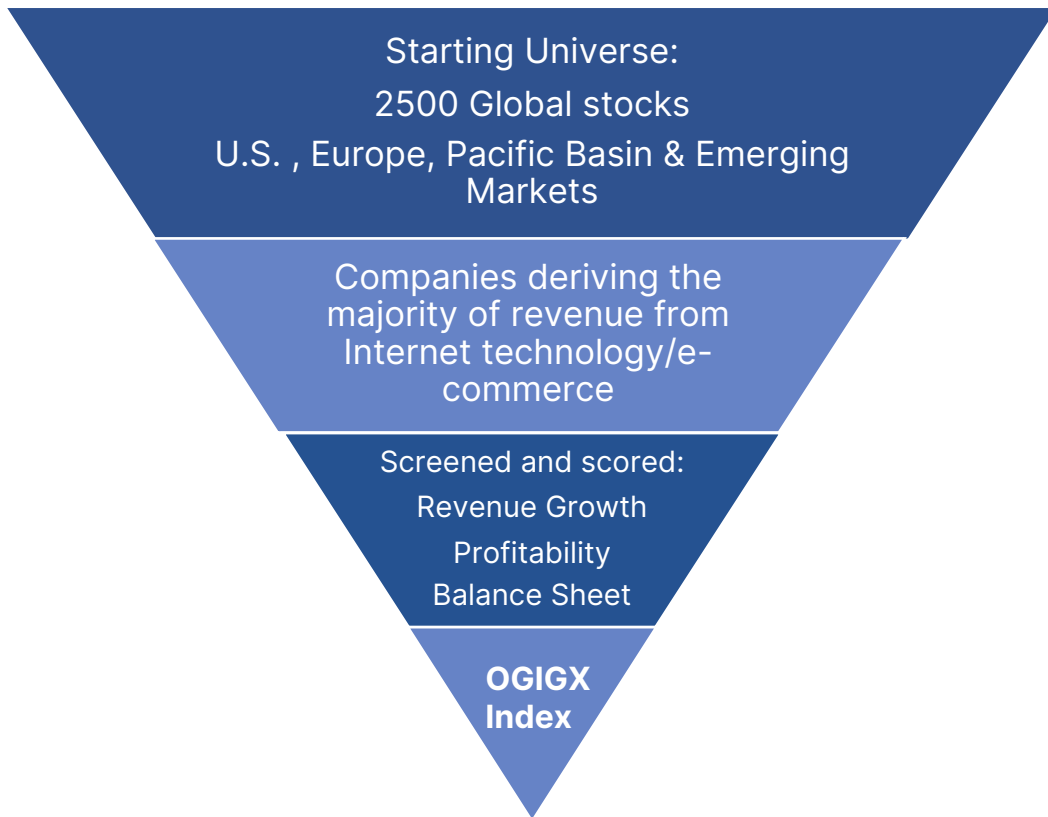 Starting Universe:
2500 Global stocks
U.S. , Europe, Pacific Basin & Emerging
Markets
Companies deriving the
majority of revenue from
Internet technology/e-
commerce
Screened and scored:
Revenue Growth
Profitability
Balance Sheet
OGIGX
Index